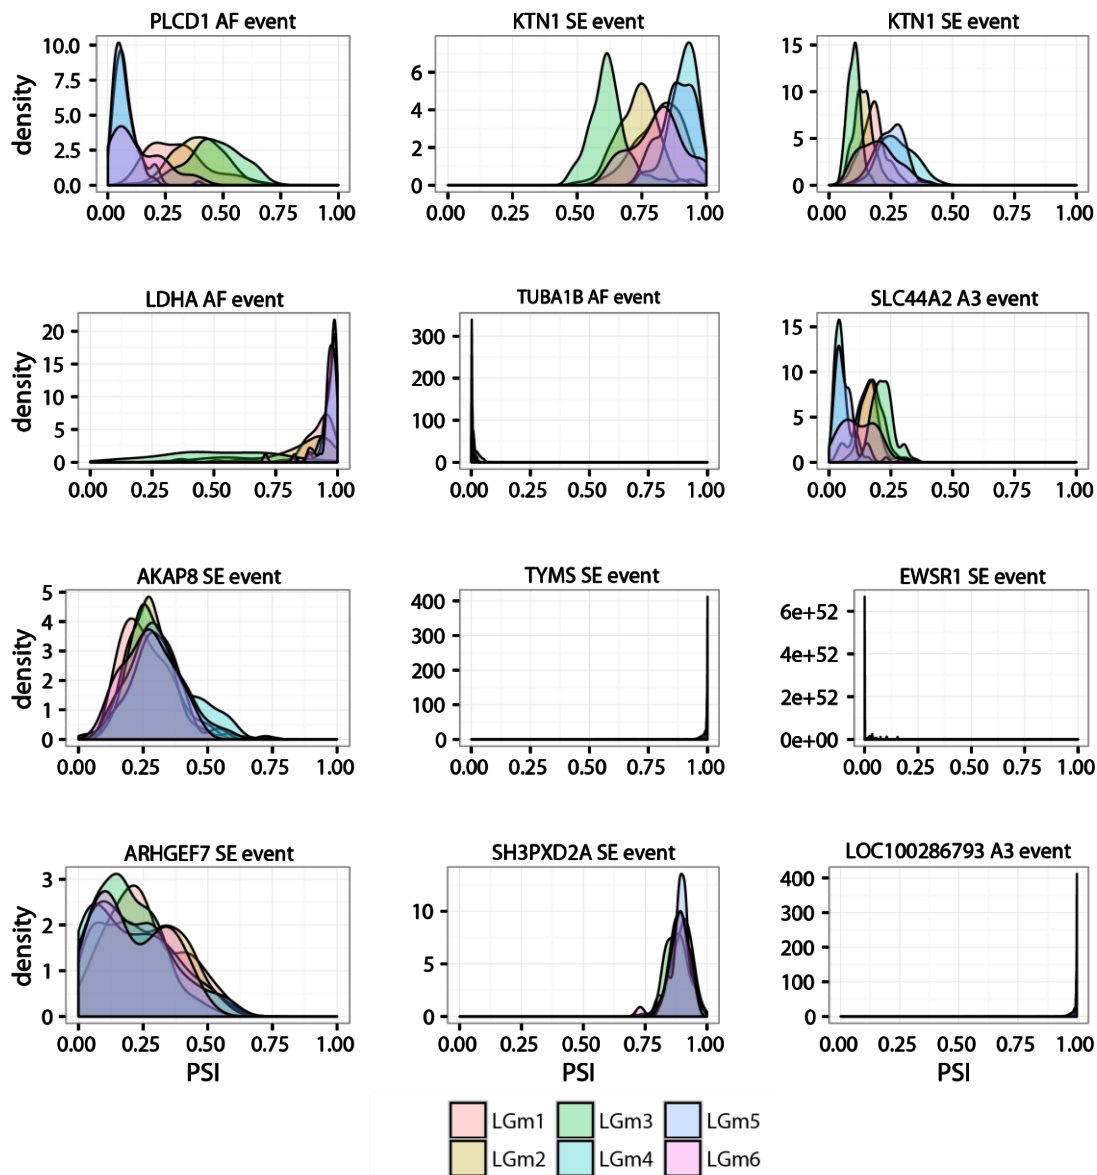 PLCD1 AF event
KTN1 SE event
KTN1 SE event
density
10.0
7.5
5.0
2.5
0.0
0.00 0.25 0.50 0.75 1.00
6
4
2
0
0.00 0.25 0.50 0.75 1.00
15
10
5
0
0.00 0.25 0.50 0.75 1.00
LDHA AF event
TUBA1B AF event
SLC44A2 A3 event
density
20
15
10
5
0
0.00 0.25 0.50 0.75 1.00
300
200
100
0
0.00 0.25 0.50 0.75 1.00
15
10
5
0
0.00 0.25 0.50 0.75 1.00
AKAP8 SE event
TYMS SE event
EWSR1 SE event
density
5
4
3
2
1
0
0.00 0.25 0.50 0.75 1.00
400
300
200
100
0
0.00 0.25 0.50 0.75 1.00
6e+52
4e+52
2e+52
0e+00
0.00 0.25 0.50 0.75 1.00
ARHGEF7 SE event
SH3PXD2A SE event
LOC100286793 A3 event
density
3
2
1
0
0.00 0.25 0.50 0.75 1.00
PSI
10
5
0
0.00 0.25 0.50 0.75 1.00
PSI
400
300
200
100
0
0.00 0.25 0.50 0.75 1.00
PSI
LGm1 LGm3 LGm5
LGm2 LGm4 LGm6